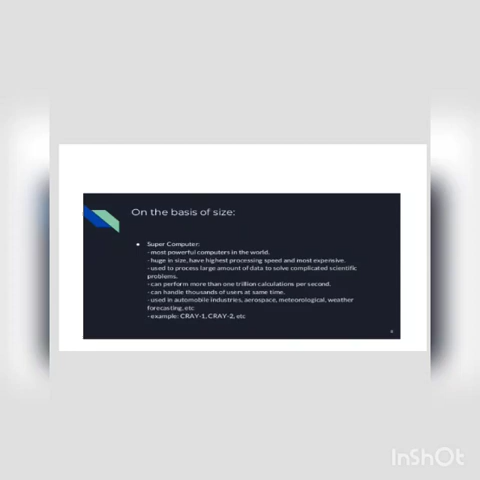 On the basis of size:
● Super Computer:
- most powerful computers in the world.
- huge in size, have highest processing speed and most expensive.
- used to process large amount of data to solve complicated scientific
problems.
- can perform more than one trillion calculations per second.
- can handle thousands of users at same time.
- used in automobile industries, aerospace, meteorological, weather
forecasting, etc
- example: CRAY-1, CRAY-2, etc
InShOt